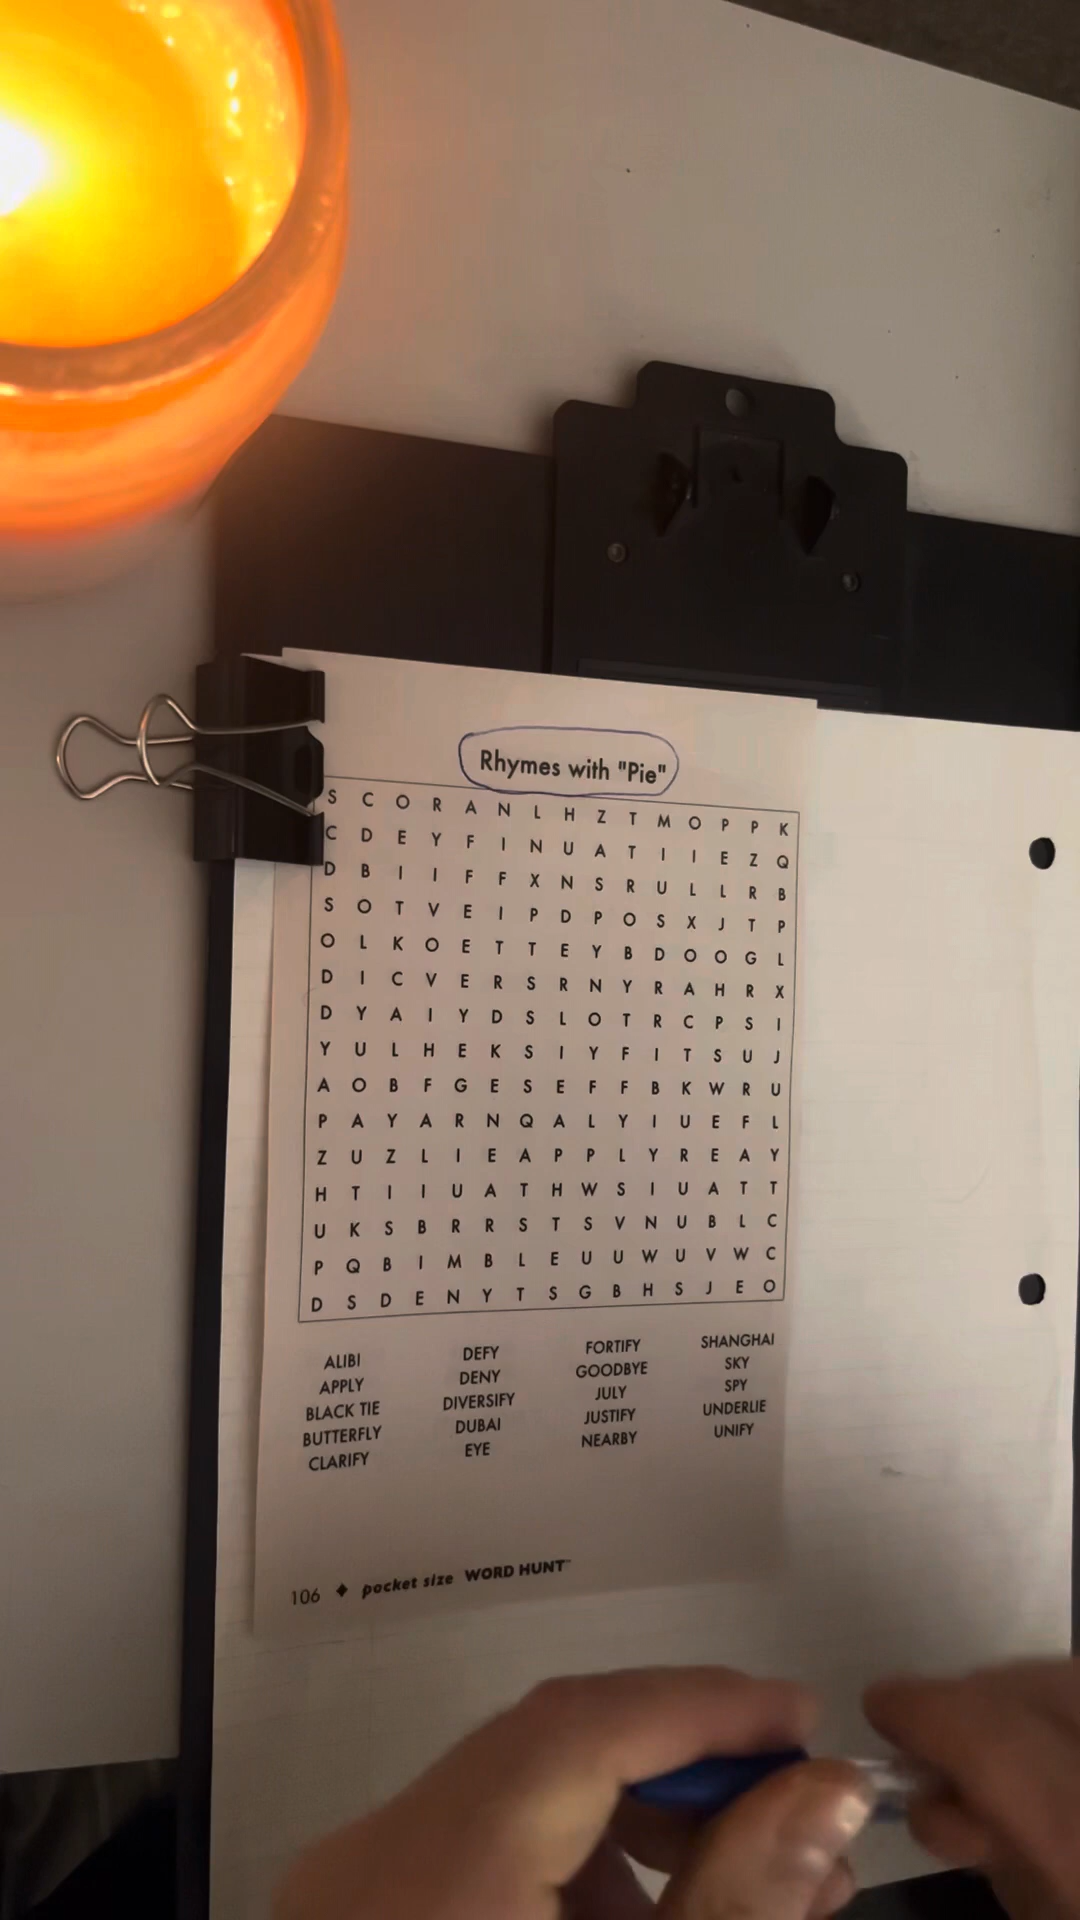 Rhymes with "Pie"
S C O R A N L H Z T M O P P K
C D E Y F I N U A T I I E Z Q
D B I I F F X N S R U L L R B
S O T V E I P D P O S X J T P
O L K O E T T E Y B D O O G L
D I C V E R S R N Y R A H R X
D Y A I Y D S L O T R C P S I
Y U L H E K S I Y F I T S U J
A O B F G E S E F F B K W R U
P A Y A R N Q A L Y I U E F L
Z U Z L I E A P P L Y R E A Y
H T I I U A T H W S I U A T T
U K S B R R S T S V N U B L C
P Q B I M B L E U U W U V W C
D S D E N Y T S G B H S J E O
ALIBI DEFY FORTIFY SHANGHAI
APPLY DENY GOODBYE SKY
BLACK TIE DIVERSIFY JULY SPY
BUTTERFLY DUBAI JUSTIFY UNDERLIE
CLARIFY EYE NEARBY UNIFY
106 ♦ pocket size WORD HUNT™